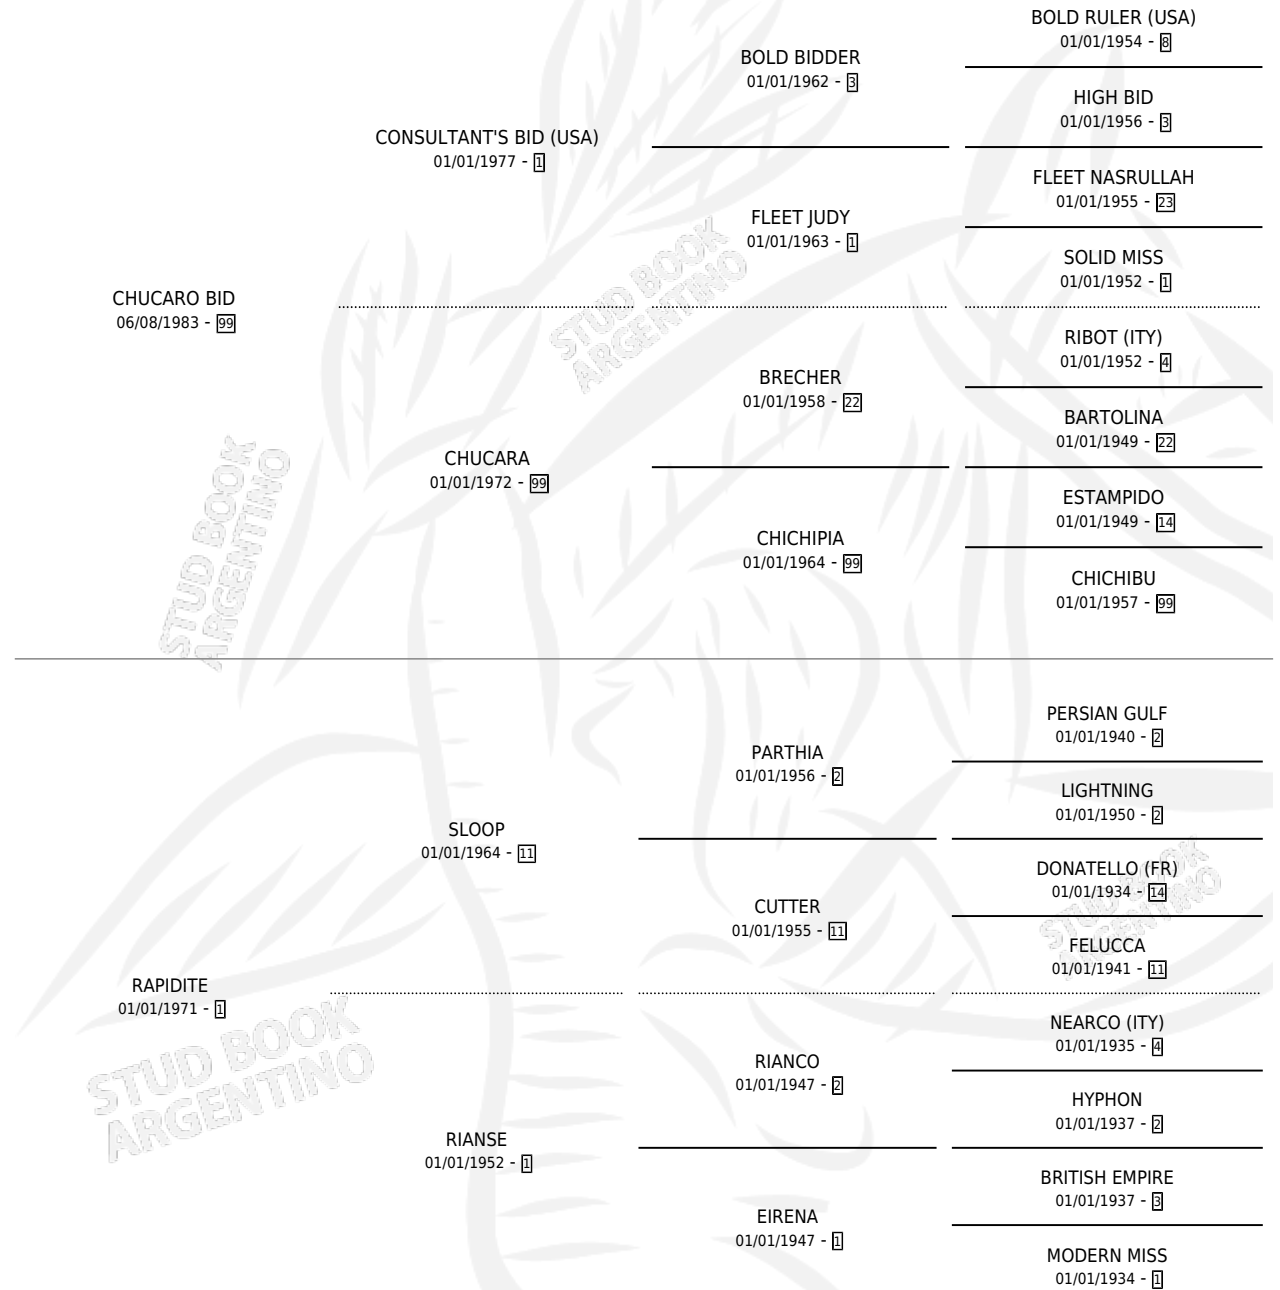 BOLD RULER (USA)
01/01/1954 - 8
BOLD BIDDER
01/01/1962 - 3
HIGH BID
01/01/1956 - 3
CONSULTANT'S BID (USA)
01/01/1977 - 1
FLEET NASRULLAH
01/01/1955 - 23
FLEET JUDY
01/01/1963 - 1
SOLID MISS
01/01/1952 - 1
CHUCARO BID
06/08/1983 - 99
RIBOT (ITY)
01/01/1952 - 4
BRECHER
01/01/1958 - 22
BARTOLINA
01/01/1949 - 22
CHUCARA
01/01/1972 - 99
ESTAMPIDO
01/01/1949 - 14
CHICHIPIA
01/01/1964 - 99
CHICHIBU
01/01/1957 - 99
PERSIAN GULF
01/01/1940 - 2
PARTHIA
01/01/1956 - 2
LIGHTNING
01/01/1950 - 2
SLOOP
01/01/1964 - 11
DONATELLO (FR)
01/01/1934 - 14
CUTTER
01/01/1955 - 11
FELUCCA
01/01/1941 - 11
RAPIDITE
01/01/1971 - 1
NEARCO (ITY)
01/01/1935 - 4
RIANCO
01/01/1947 - 2
HYPHON
01/01/1937 - 2
RIANSE
01/01/1952 - 1
BRITISH EMPIRE
01/01/1937 - 3
EIRENA
01/01/1947 - 1
MODERN MISS
01/01/1934 - 1
STUD BOOK
ARGENTINO
STUD BOOK
ARGENTINO
STUD BOOK
ARGENTINO
STUD BOOK
ARGENTINO